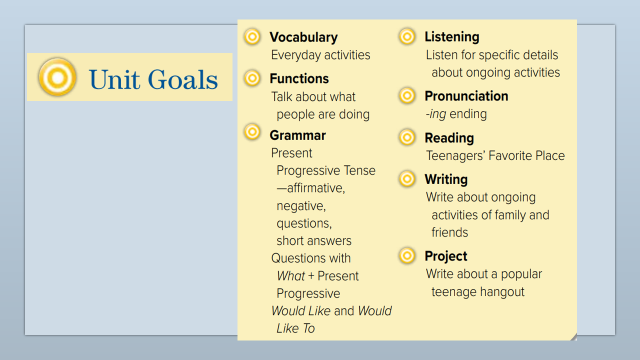 Unit Goals
Vocabulary
Everyday activities
Functions
Talk about what
people are doing
Grammar
Present
Progressive Tense
—affirmative,
negative,
questions,
short answers
Questions with
What + Present
Progressive
Would Like and Would
Like To
Listening
Listen for specific details
about ongoing activities
Pronunciation
-ing ending
Reading
Teenagers’ Favorite Place
Writing
Write about ongoing
activities of family and
friends
Project
Write about a popular
teenage hangout